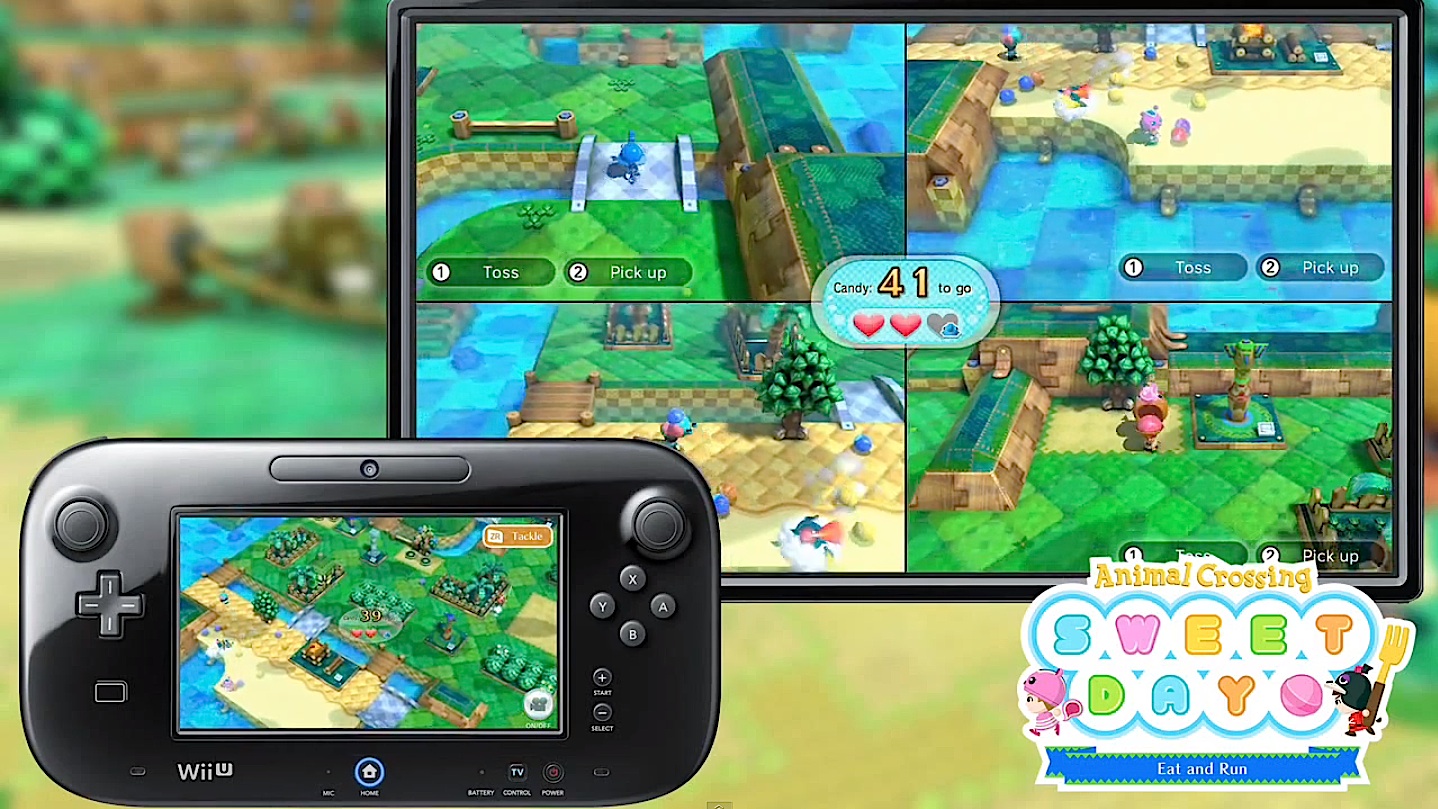 1 Toss 2 Pick up
1 Toss 2 Pick up
Candy: 41 to go
1 Toss 2 Pick up
ZR Tackle
39
ON/OFF
X
Y A
B
START
SELECT
Wii U
MIC HOME BATTERY TV CONTROL POWER
Animal Crossing
SWEET
DAY
Eat and Run